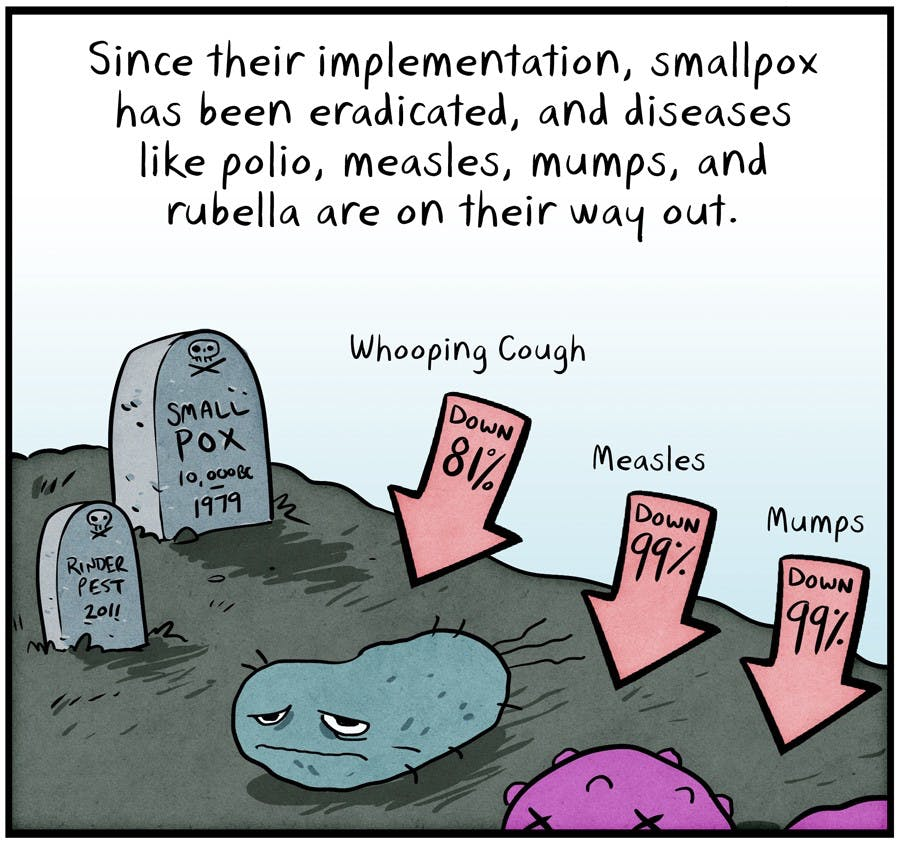 Since their implementation, smallpox
has been eradicated, and diseases
like polio, measles, mumps, and
rubella are on their way out.
Whooping Cough
DOWN
81%
Measles
DOWN
99%
Mumps
DOWN
99%
SMALL
POX
10,000BC
-
1979
RINDER
PEST
2011